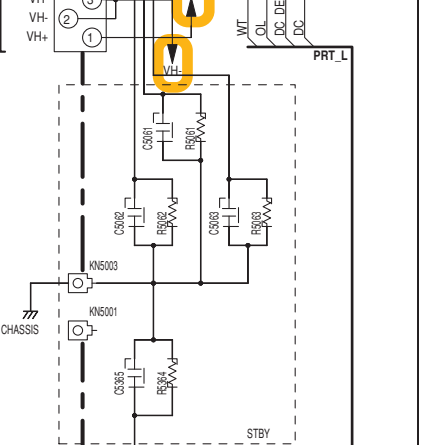 3
VH-
2
VH+
1
VH-
WT
OL
DC_DE
DC
PRT_L
C5061
R5061
C5062
R5062
C5063
R5063
KN5003
KN5001
CHASSIS
C5365
R5364
STBY